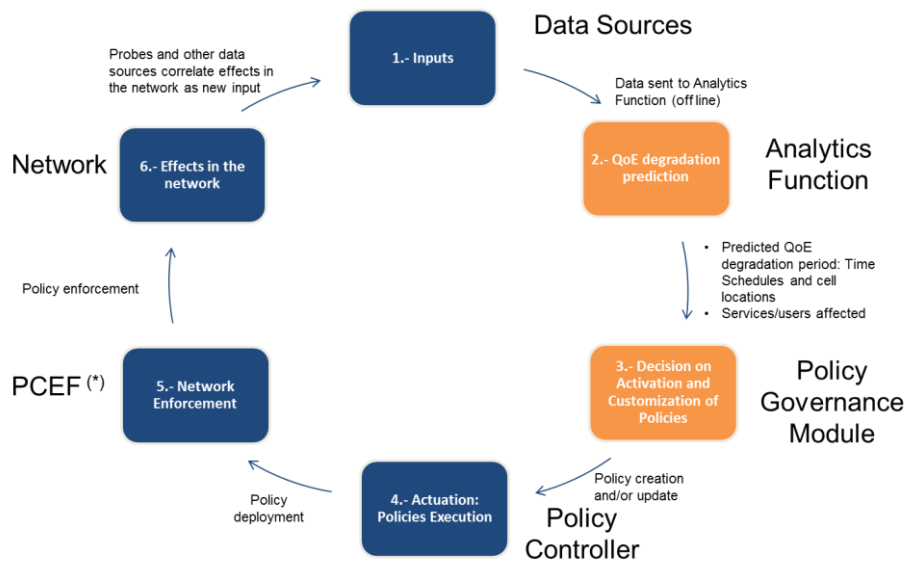 Data Sources
1.- Inputs
Probes and other data
sources correlate effects in
the network as new input
Data sent to Analytics
Function (off line)
Network
6.- Effects in the
network
2.- QoE degradation
prediction
Analytics
Function
• Predicted QoE
degradation period: Time
Schedules and cell
locations
• Services/users affected
Policy enforcement
PCEF (*)
5.- Network
Enforcement
3.- Decision on
Activation and
Customization of
Policies
Policy
Governance
Module
Policy creation
and/or update
Policy
deployment
4.- Actuation:
Policies Execution
Policy
Controller